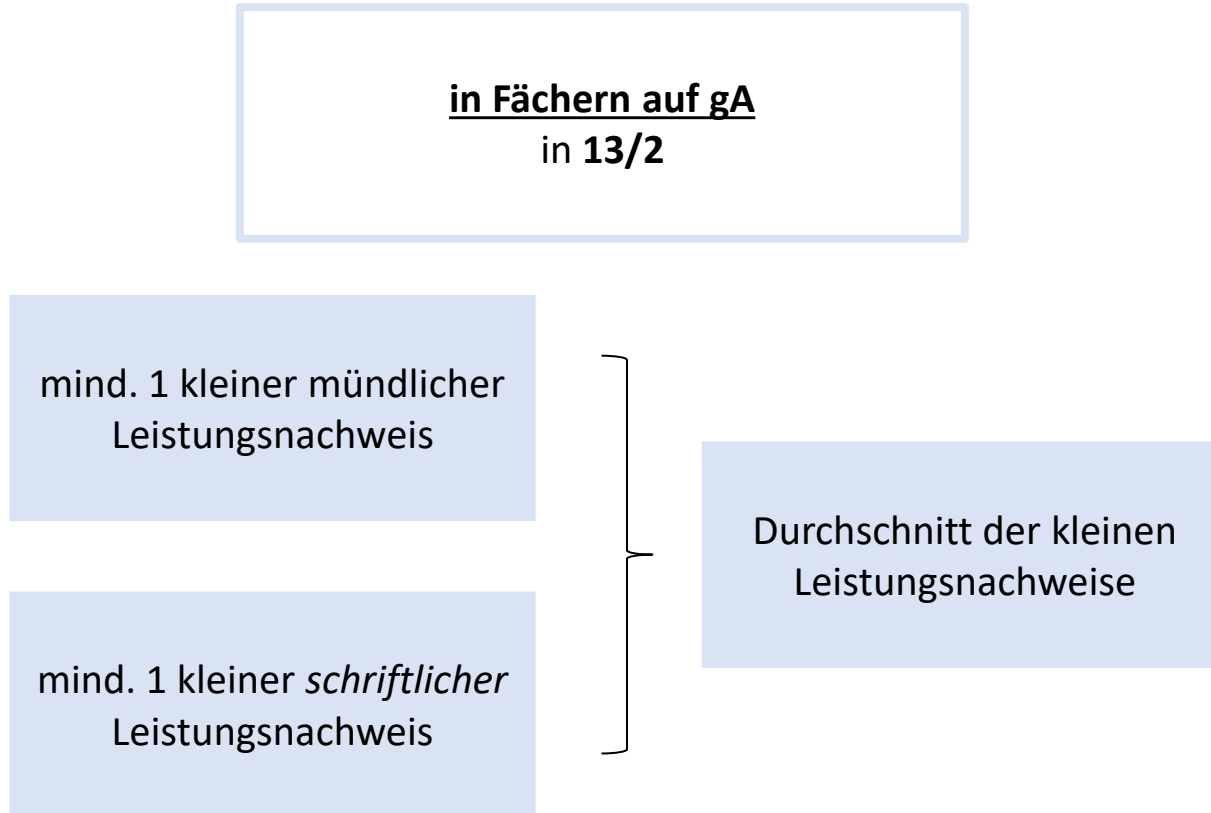 in Fächern auf gA
in 13/2
mind. 1 kleiner mündlicher
Leistungsnachweis
mind. 1 kleiner schriftlicher
Leistungsnachweis
Durchschnitt der kleinen
Leistungsnachweise